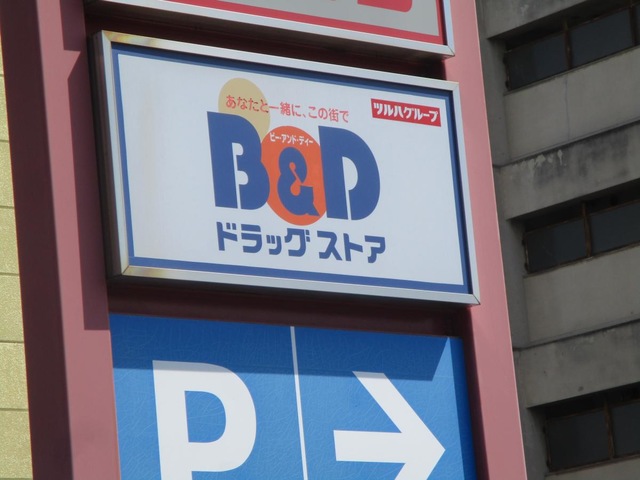 あなたと一緒に、この街で
ツルハグループ
ビー・アンド・ディー
B&D
ドラッグストア
P →